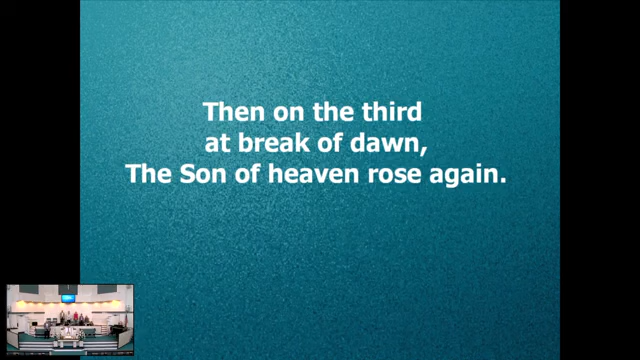 Then on the third
at break of dawn,
The Son of heaven rose again.